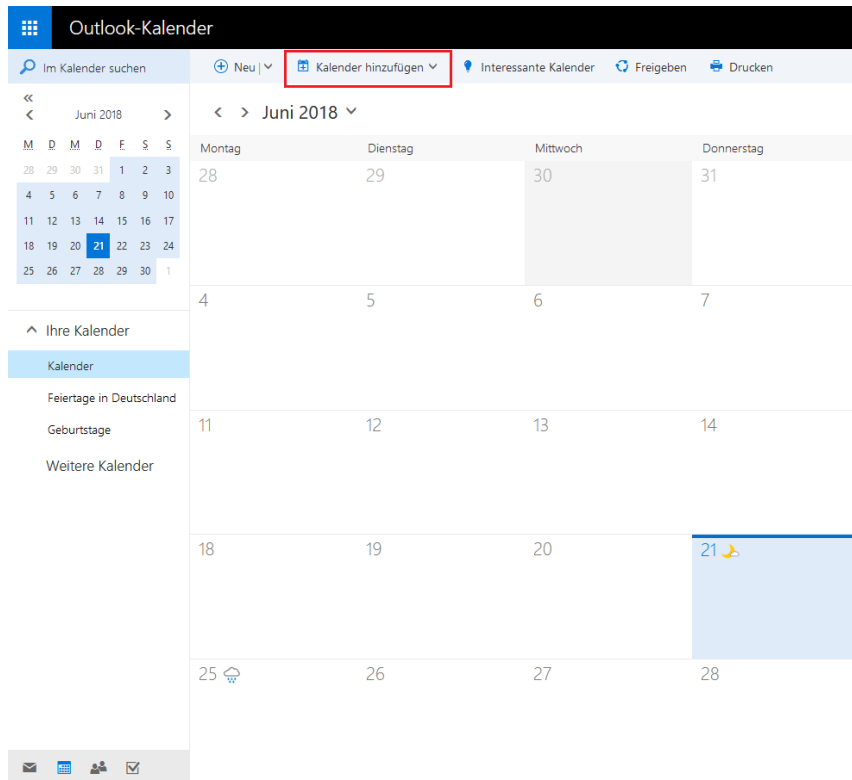 Outlook-Kalender
Im Kalender suchen
Neu | Kalender hinzufügen Interessante Kalender Freigeben Drucken
Juni 2018
M D M D F S S
28 29 30 31 1 2 3
4 5 6 7 8 9 10
11 12 13 14 15 16 17
18 19 20 21 22 23 24
25 26 27 28 29 30 1
Ihre Kalender
Kalender
Feiertage in Deutschland
Geburtstage
Weitere Kalender
Juni 2018
Montag Dienstag Mittwoch Donnerstag
28 29 30 31
4 5 6 7
11 12 13 14
18 19 20 21
25 26 27 28